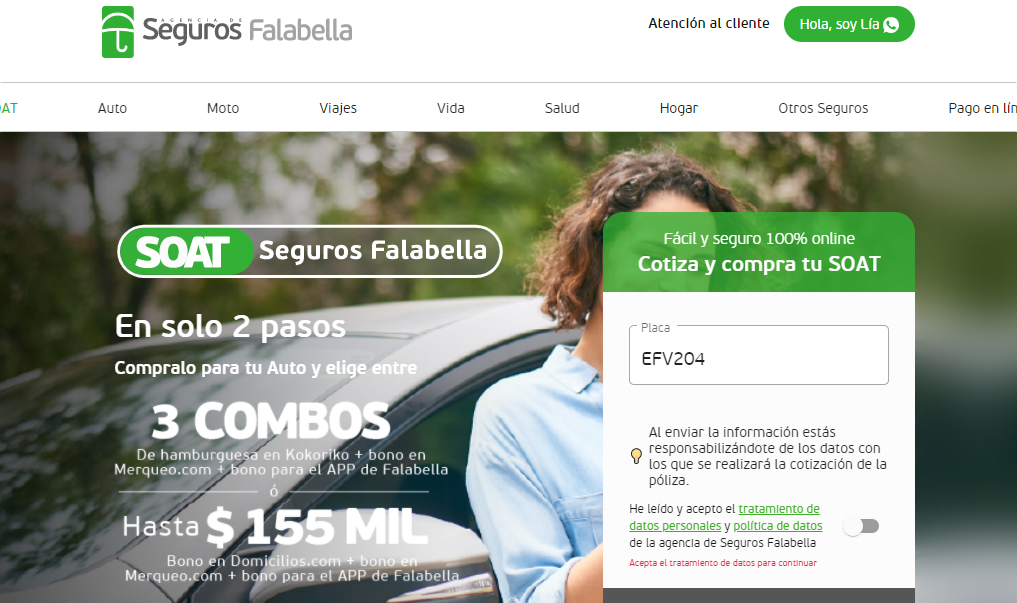 AGENCIA DE
Seguros Falabella
Atención al cliente
Hola, soy Lía
Auto
Moto
Viajes
Vida
Salud
Hogar
Otros Seguros
Pago en
SOAT Seguros Falabella
En solo 2 pasos
Compralo para tu Auto y elige entre
3 COMBOS
De hamburguesa en Kokoriko + bono en
Merqueo.com + bono para el APP de Falabella
ó
Hasta $ 155 MIL
Bono en Domicilios.com + bono en
Merqueo.com + bono para el APP de Falabella
Fácil y seguro 100% online
Cotiza y compra tu SOAT
Placa
EFV204
Al enviar la información estás
responsabilizándote de los datos con
los que se realizará la cotización de la
póliza.
He leído y acepto el tratamiento de
datos personales y política de datos
de la agencia de Seguros Falabella
Acepta el tratamiento de datos para continuar